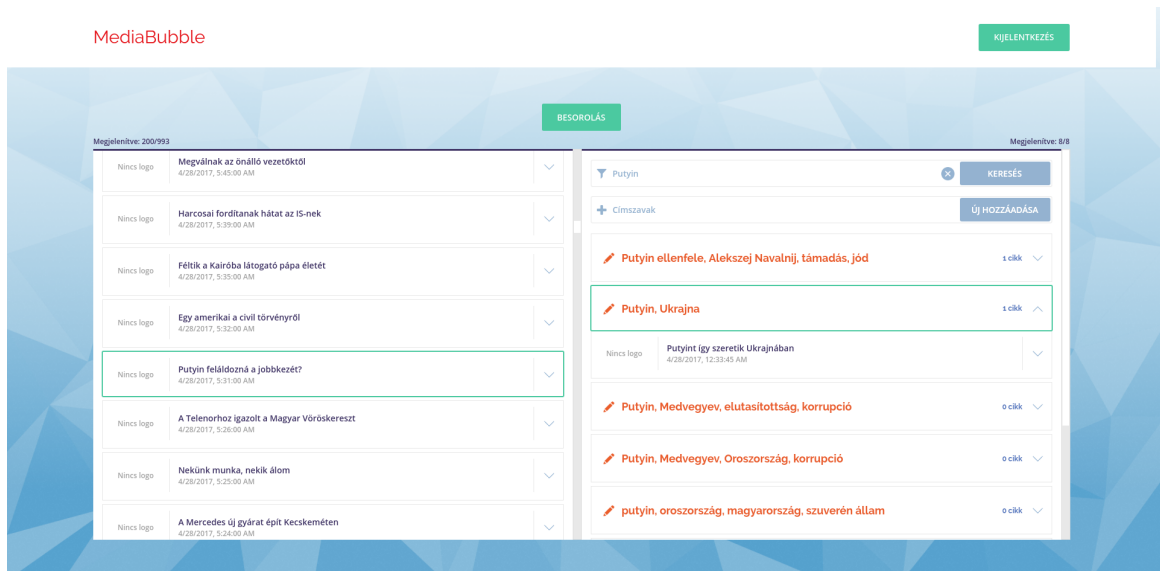 MediaBubble
KIJELENTKEZÉS
BESOROLÁS
Megjelenítve: 200/993
Megjelenítve: 8/8
Nincs logo
Megválnak az önálló vezetőktől
4/28/2017, 5:45:00 AM
Nincs logo
Harcosai fordítanak hátat az IS-nek
4/28/2017, 5:39:00 AM
Nincs logo
Féltik a Kairóba látogató pápa életét
4/28/2017, 5:35:00 AM
Nincs logo
Egy amerikai a civil törvényről
4/28/2017, 5:32:00 AM
Nincs logo
Putyin feláldozná a jobbkezét?
4/28/2017, 5:31:00 AM
Nincs logo
A Telenorhoz igazolt a Magyar Vöröskereszt
4/28/2017, 5:26:00 AM
Nincs logo
Nekünk munka, nekik álom
4/28/2017, 5:25:00 AM
Nincs logo
A Mercedes új gyárat épít Kecskeméten
4/28/2017, 5:24:00 AM
Putyin
KERESÉS
Címszavak
ÚJ HOZZÁADÁSA
Putyin ellenfele, Alekszej Navalnij, támadás, jód
1 cikk
Putyin, Ukrajna
1 cikk
Nincs logo
Putyint így szeretik Ukrajnában
4/28/2017, 12:33:45 AM
Putyin, Medvegyev, elutasítottság, korrupció
0 cikk
Putyin, Medvegyev, Oroszország, korrupció
0 cikk
putyin, oroszország, magyarország, szuverén állam
0 cikk